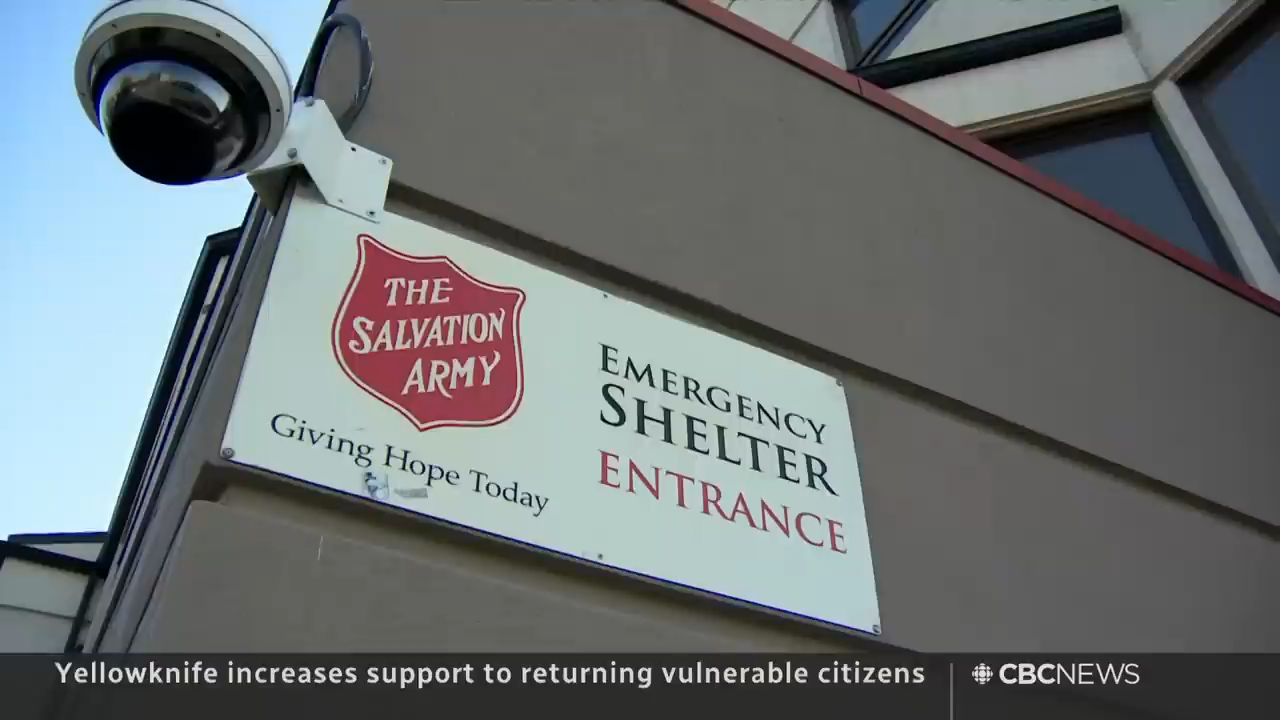 THE
SALVATION
ARMY
Giving Hope Today
EMERGENCY
SHELTER
ENTRANCE
Yellowknife increases support to returning vulnerable citizens
CBCNEWS